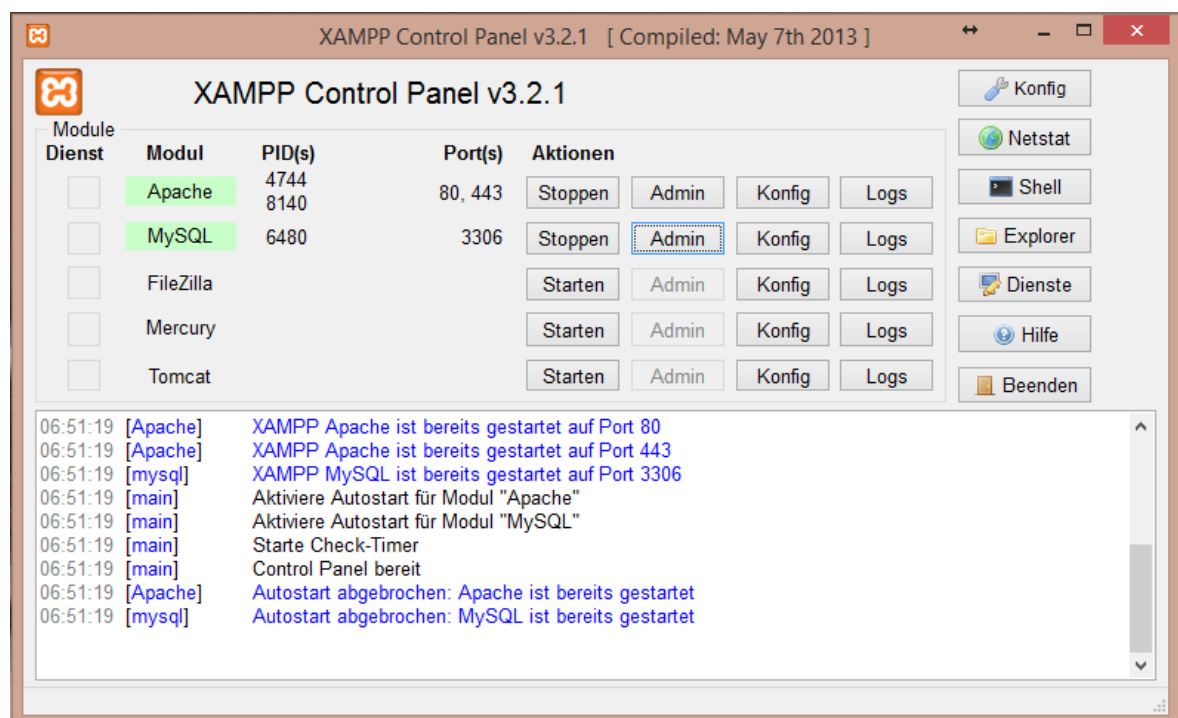 XAMPP Control Panel v3.2.1 [ Compiled: May 7th 2013 ]
XAMPP Control Panel v3.2.1
Konfig
Module
Dienst Modul PID(s) Port(s) Aktionen
Netstat
Apache 4744 8140 80, 443 Stoppen Admin Konfig Logs
Shell
MySQL 6480 3306 Stoppen Admin Konfig Logs
Explorer
FileZilla Starten Admin Konfig Logs
Dienste
Mercury Starten Admin Konfig Logs
Hilfe
Tomcat Starten Admin Konfig Logs
Beenden
06:51:19 [Apache] XAMPP Apache ist bereits gestartet auf Port 80
06:51:19 [Apache] XAMPP Apache ist bereits gestartet auf Port 443
06:51:19 [mysql] XAMPP MySQL ist bereits gestartet auf Port 3306
06:51:19 [main] Aktiviere Autostart für Modul "Apache"
06:51:19 [main] Aktiviere Autostart für Modul "MySQL"
06:51:19 [main] Starte Check-Timer
06:51:19 [main] Control Panel bereit
06:51:19 [Apache] Autostart abgebrochen: Apache ist bereits gestartet
06:51:19 [mysql] Autostart abgebrochen: MySQL ist bereits gestartet